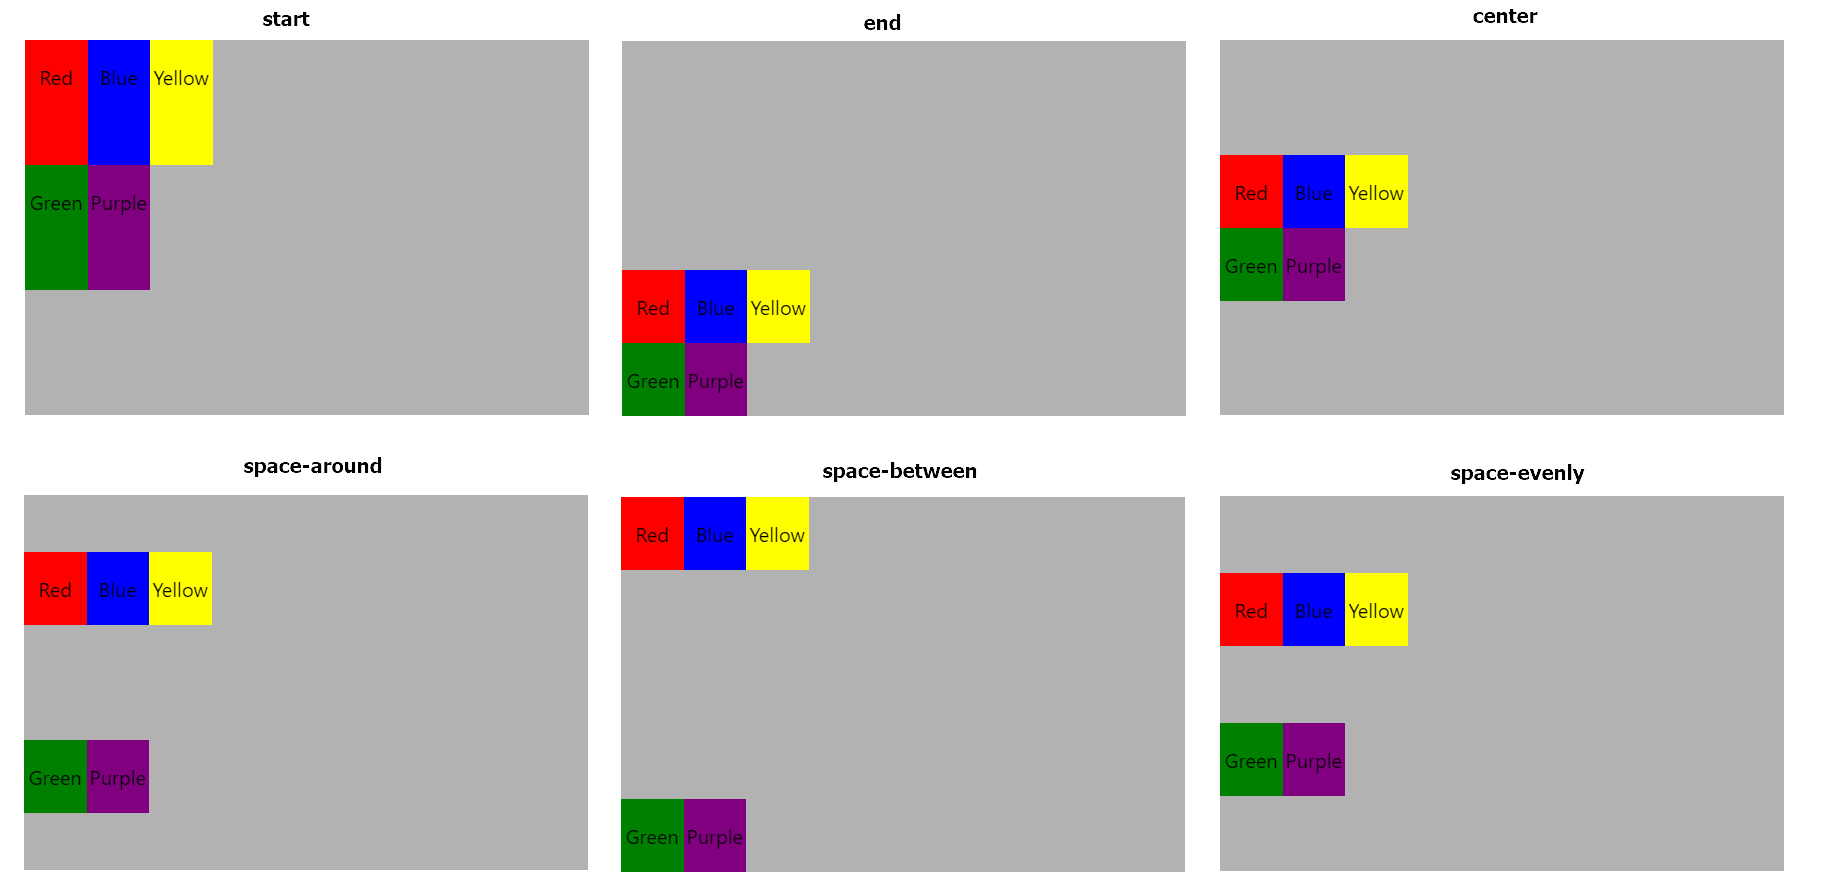 start
end
center
Red Blue Yellow
Green Purple
Red Blue Yellow
Green Purple
Red Blue Yellow
Green Purple
space-around
space-between
space-evenly
Red Blue Yellow
Green Purple
Red Blue Yellow
Green Purple
Red Blue Yellow
Green Purple